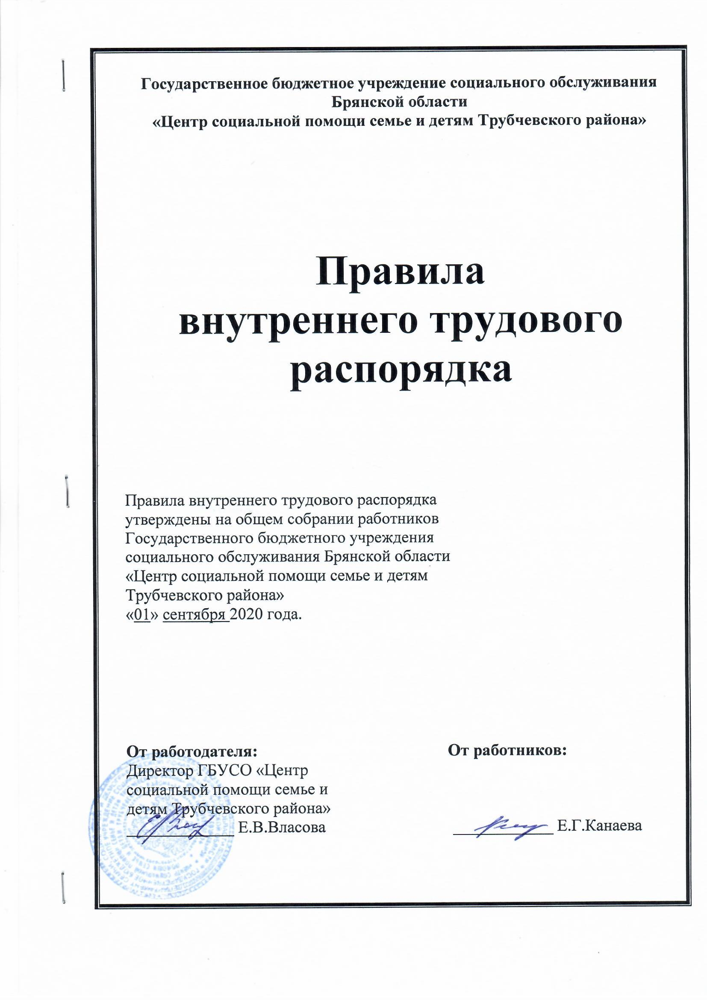 Государственное бюджетное учреждение социального обслуживания
Брянской области
«Центр социальной помощи семье и детям Трубчевского района»
Правила
внутреннего трудового
распорядка
Правила внутреннего трудового распорядка
утверждены на общем собрании работников
Государственного бюджетного учреждения
социального обслуживания Брянской области
«Центр социальной помощи семье и детям
Трубчевского района»
«01» сентября 2020 года.
От работодателя:
Директор ГБУСО «Центр
социальной помощи семье и
детям Трубчевского района»
Е.В.Власова
От работников:
Е.Г.Канаева